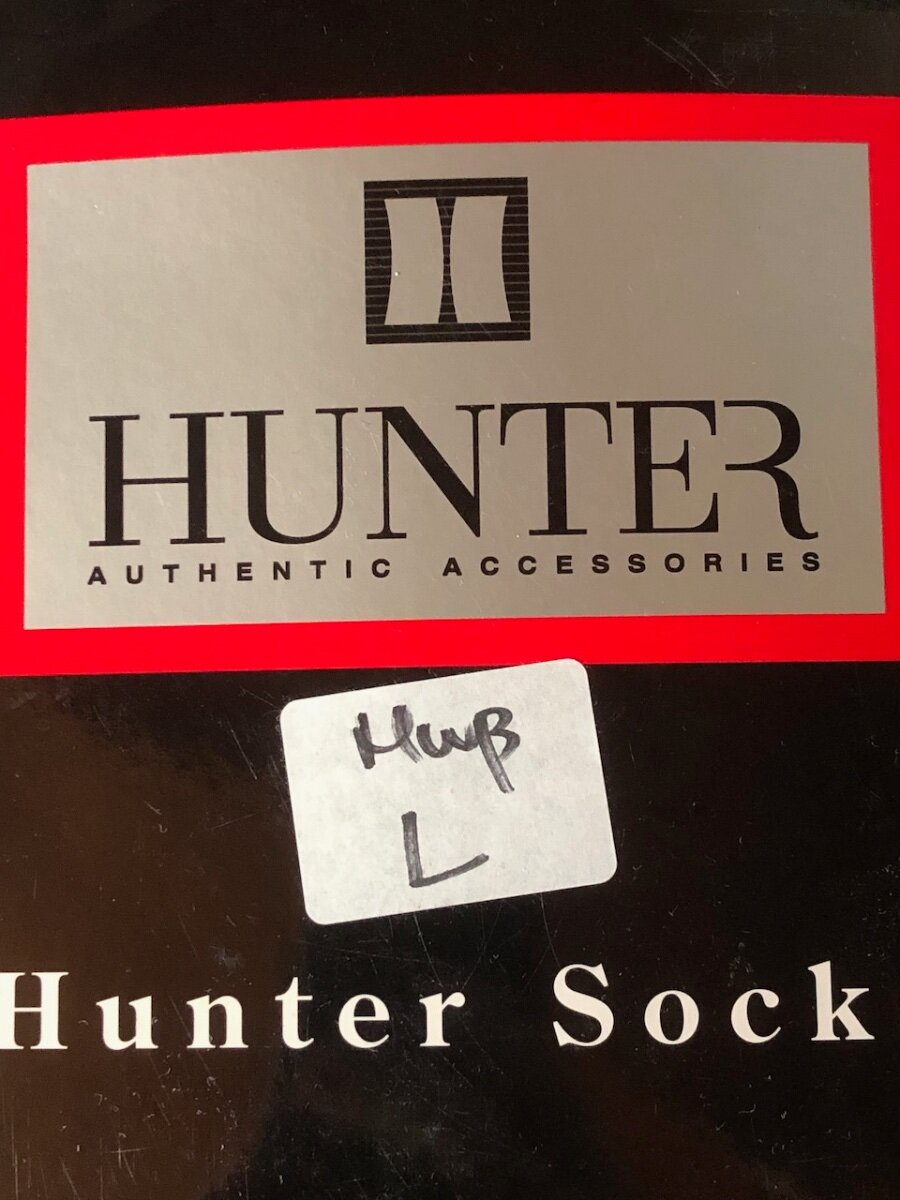 HUNTER
AUTHENTIC ACCESSORIES
L
Hunter Sock